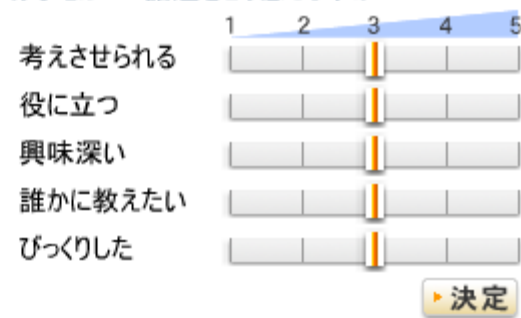 1 2 3 4 5
考えさせられる
役に立つ
興味深い
誰かに教えたい
びっくりした
決定